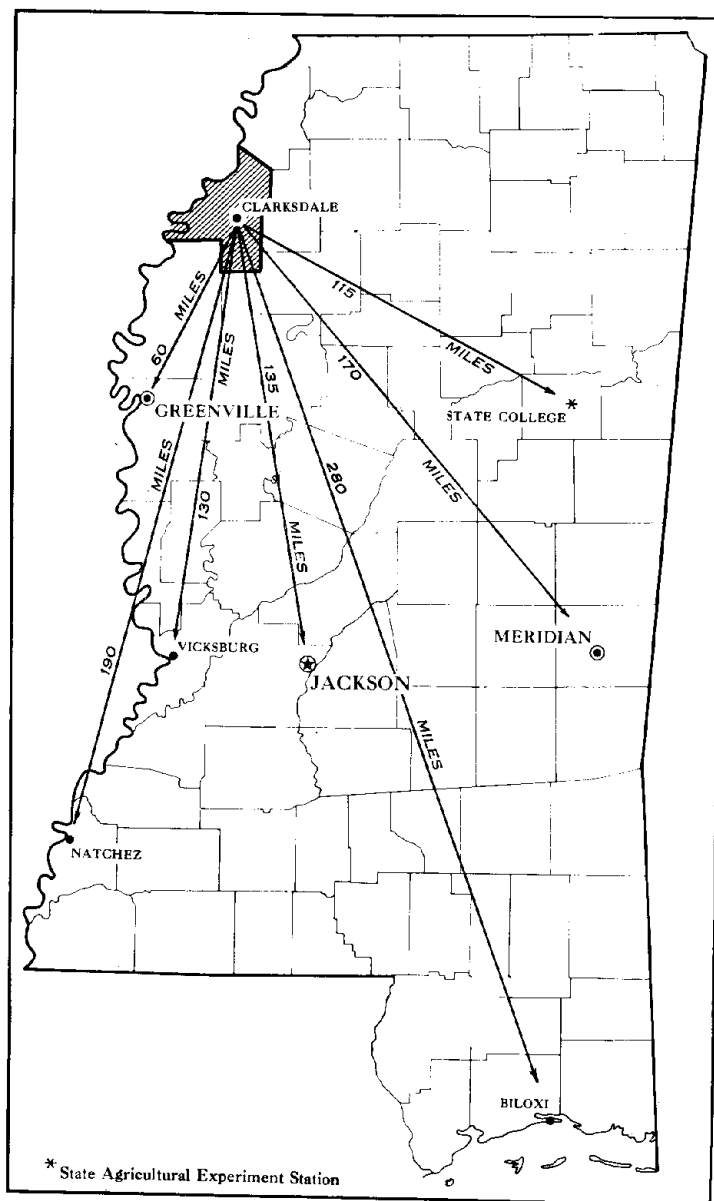 CLARKSDALE
60 MILES
GREENVILLE
190 MILES
130 MILES
135 MILES
280 MILES
170 MILES
115 MILES
STATE COLLEGE *
VICKSBURG
JACKSON
MERIDIAN
NATCHEZ
BILOXI
* State Agricultural Experiment Station